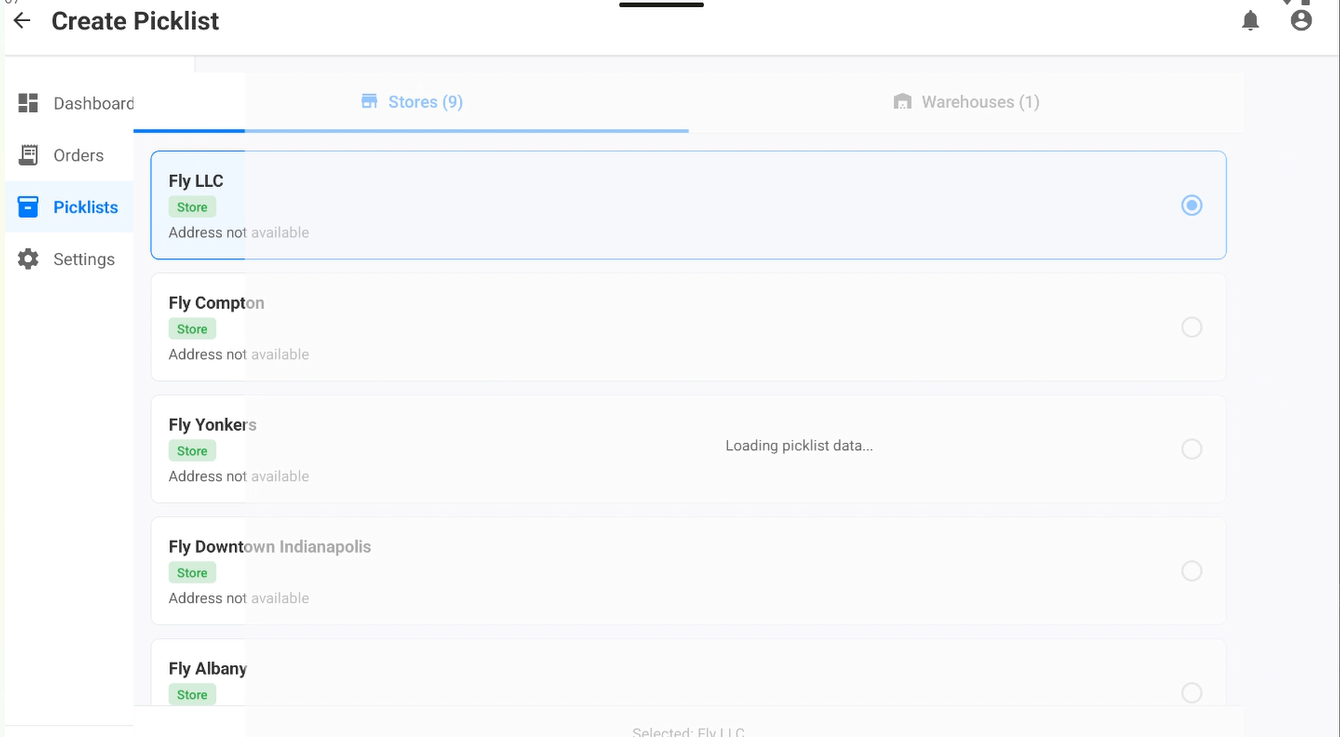 Create Picklist
Dashboard
Orders
Picklists
Settings
Stores (9)
Warehouses (1)
Fly LLC
Store
Address not available
Fly Compton
Store
Address not available
Fly Yonkers
Store
Address not available
Loading picklist data...
Fly Downtown Indianapolis
Store
Address not available
Fly Albany
Store
Selected: Fly LLC